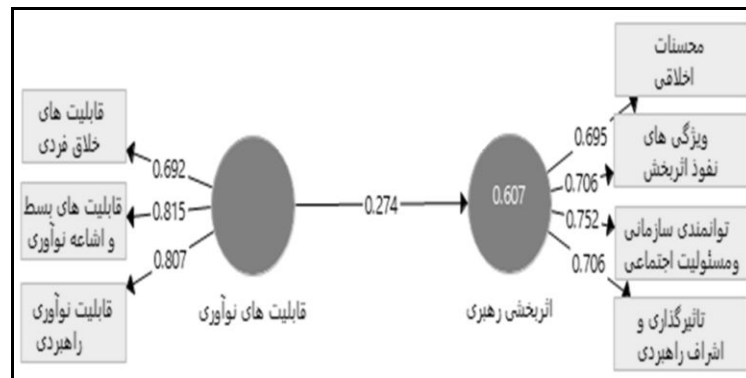 محسنات
اخلاقی
ویژگی های
نفوذ اثربخش
توانمندی سازمانی
ومسئولیت اجتماعی
تاثیرگذاری و
اشراف راهبردی
0.695
0.706
0.752
0.706
0.607
اثربخشی رهبری
0.274
قابلیت های نوآوری
0.692
0.815
0.807
قابلیت های
خلاق فردی
قابلیت های بسط
و اشاعه نوآوری
قابلیت نوآوری
راهبردی